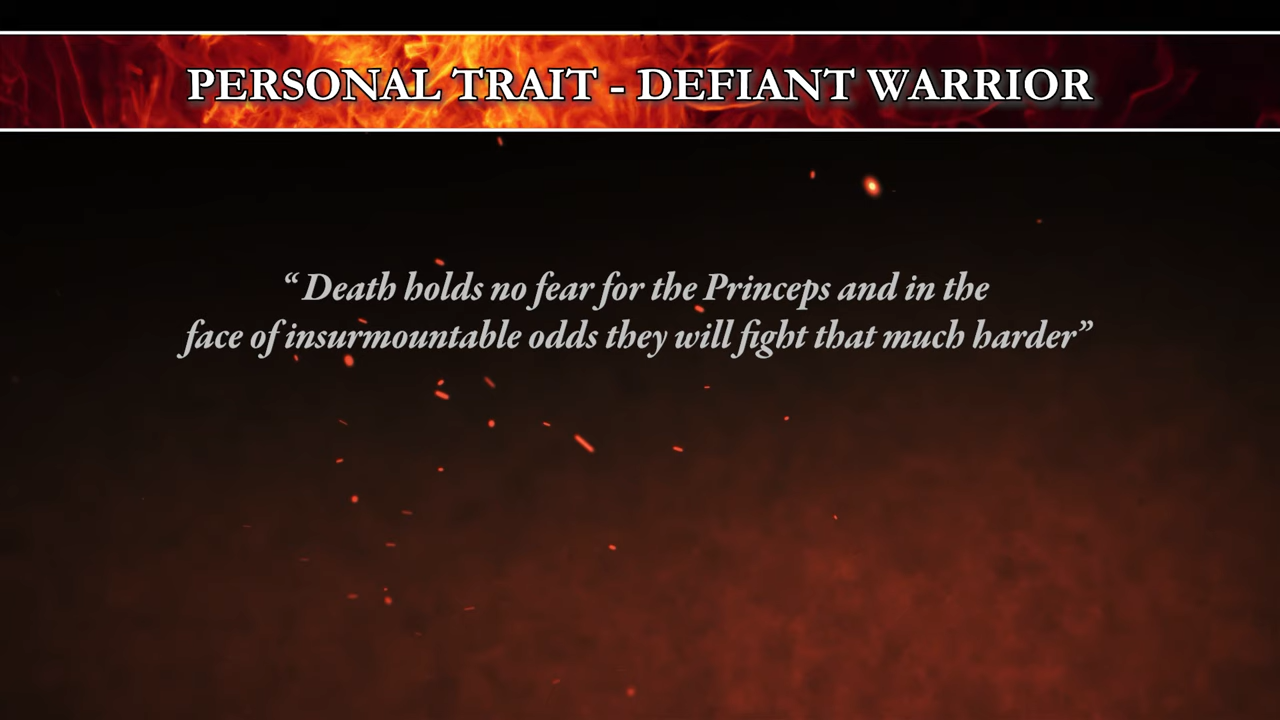 PERSONAL TRAIT - DEFIANT WARRIOR
“ Death holds no fear for the Princeps and in the
face of insurmountable odds they will fight that much harder”